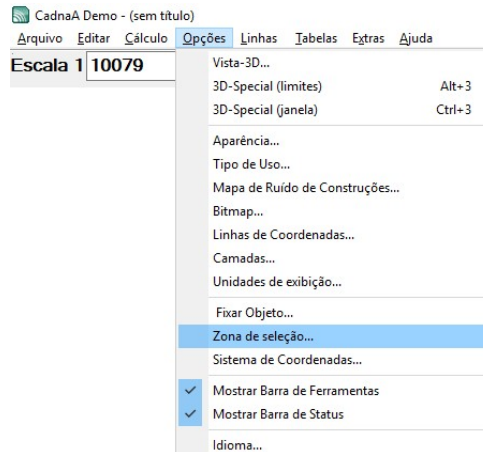 CadnaA Demo - (sem título)
Arquivo Editar Cálculo Opções Linhas Tabelas Extras Ajuda
Escala 1 10079
Vista-3D...
3D-Special (limites) Alt+3
3D-Special (janela) Ctrl+3
Aparência...
Tipo de Uso...
Mapa de Ruído de Construções...
Bitmap...
Linhas de Coordenadas...
Camadas...
Unidades de exibição...
Fixar Objeto...
Zona de seleção...
Sistema de Coordenadas...
Mostrar Barra de Ferramentas
Mostrar Barra de Status
Idioma...